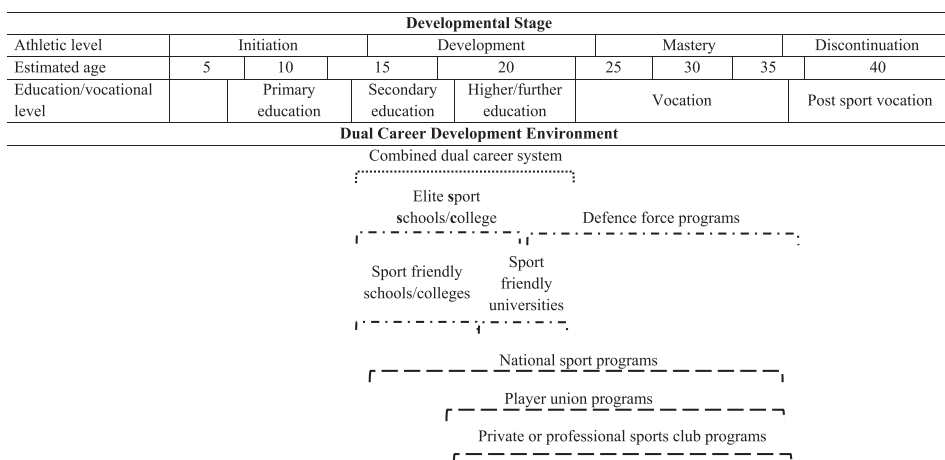 Developmental Stage
Athletic level Initiation Development Mastery Discontinuation
Estimated age 5 10 15 20 25 30 35 40
Education/vocational level Primary education Secondary education Higher/further education Vocation Post sport vocation
Dual Career Development Environment
Combined dual career system
Elite sport
schools/college
Defence force programs
Sport friendly
schools/colleges
Sport
friendly
universities
National sport programs
Player union programs
Private or professional sports club programs